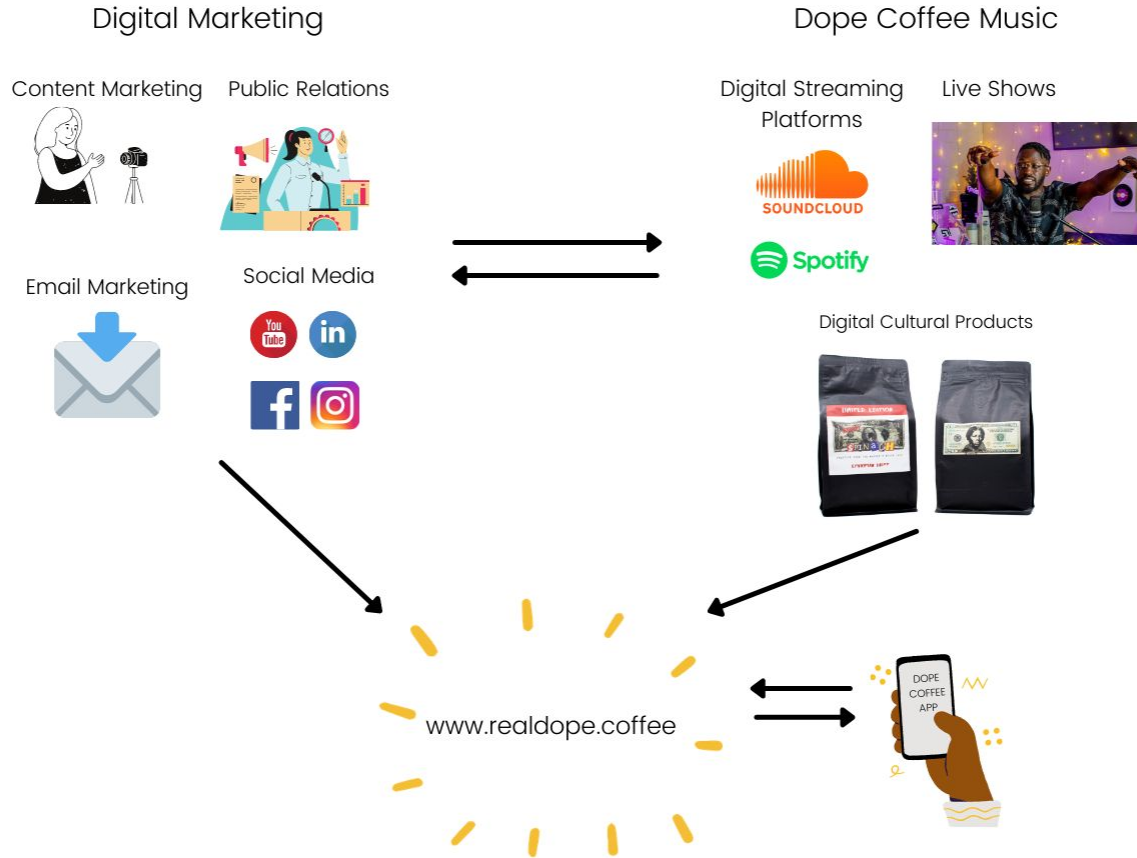 Digital Marketing
Dope Coffee Music
Content Marketing
Public Relations
Digital Streaming
Platforms
Live Shows
SOUNDCLOUD
Spotify
Email Marketing
Social Media
You
Tube
in
f
Digital Cultural Products
LIMITED EDITION
SPINACH
www.realdope.coffee
DOPE
COFFEE
APP